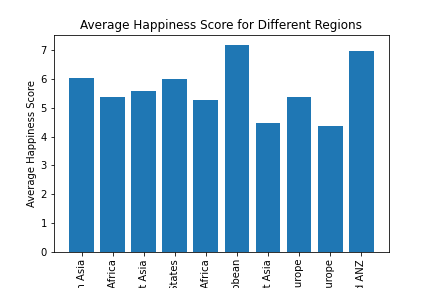 Average Happiness Score for Different Regions
Average Happiness Score
7
6
5
4
3
2
1
0
Asia
Africa
t Asia
States
Africa
bean
t Asia
urope
urope
d ANZ